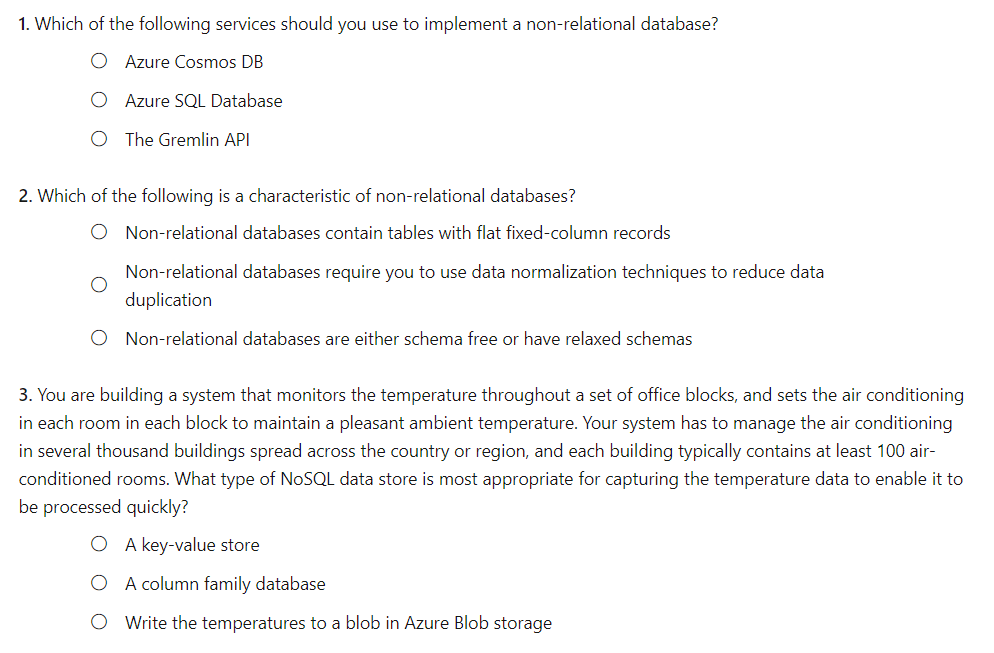 1. Which of the following services should you use to implement a non-relational database?
Azure Cosmos DB
Azure SQL Database
The Gremlin API
2. Which of the following is a characteristic of non-relational databases?
Non-relational databases contain tables with flat fixed-column records
Non-relational databases require you to use data normalization techniques to reduce data
duplication
Non-relational databases are either schema free or have relaxed schemas
3. You are building a system that monitors the temperature throughout a set of office blocks, and sets the air conditioning
in each room in each block to maintain a pleasant ambient temperature. Your system has to manage the air conditioning
in several thousand buildings spread across the country or region, and each building typically contains at least 100 air-
conditioned rooms. What type of NoSQL data store is most appropriate for capturing the temperature data to enable it to
be processed quickly?
A key-value store
A column family database
Write the temperatures to a blob in Azure Blob storage